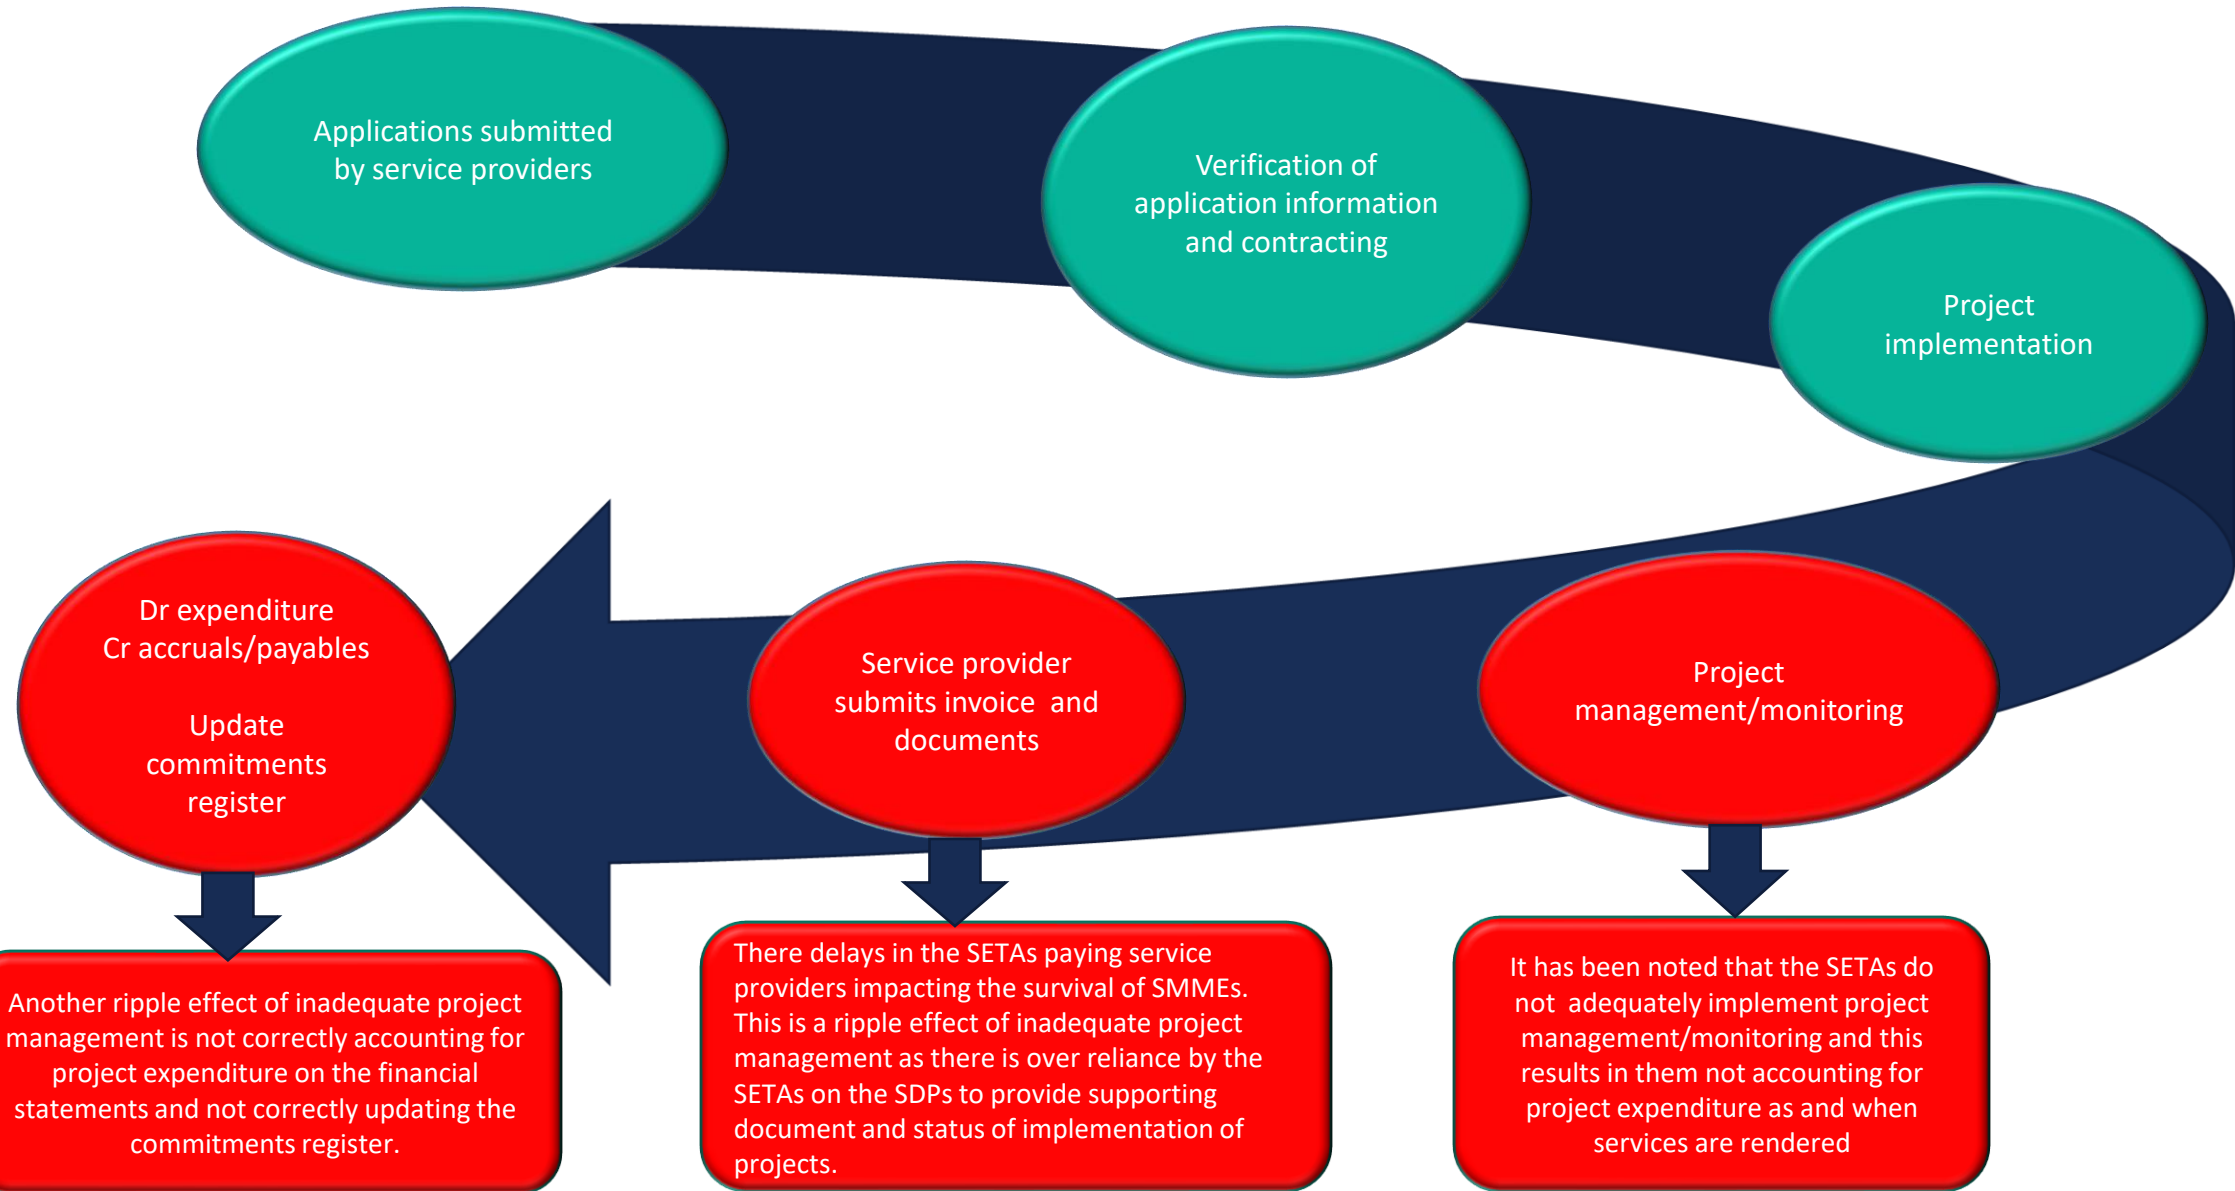 Applications submitted
by service providers
Verification of
application information
and contracting
Project
implementation
Project
management/monitoring
Service provider
submits invoice  and
documents
Dr expenditure
Cr accruals/payables
Update
commitments
register
Another ripple effect of inadequate project
management is not correctly accounting for
project expenditure on the financial
statements and not correctly updating the
commitments register.
There delays in the SETAs paying service
providers impacting the survival of SMMEs.
This is a ripple effect of inadequate project
management as there is over reliance by the
SETAs on the SDPs to provide supporting
document and status of implementation of
projects.
It has been noted that the SETAs do
not  adequately implement project
management/monitoring and this
results in them not accounting for
project expenditure as and when
services are rendered